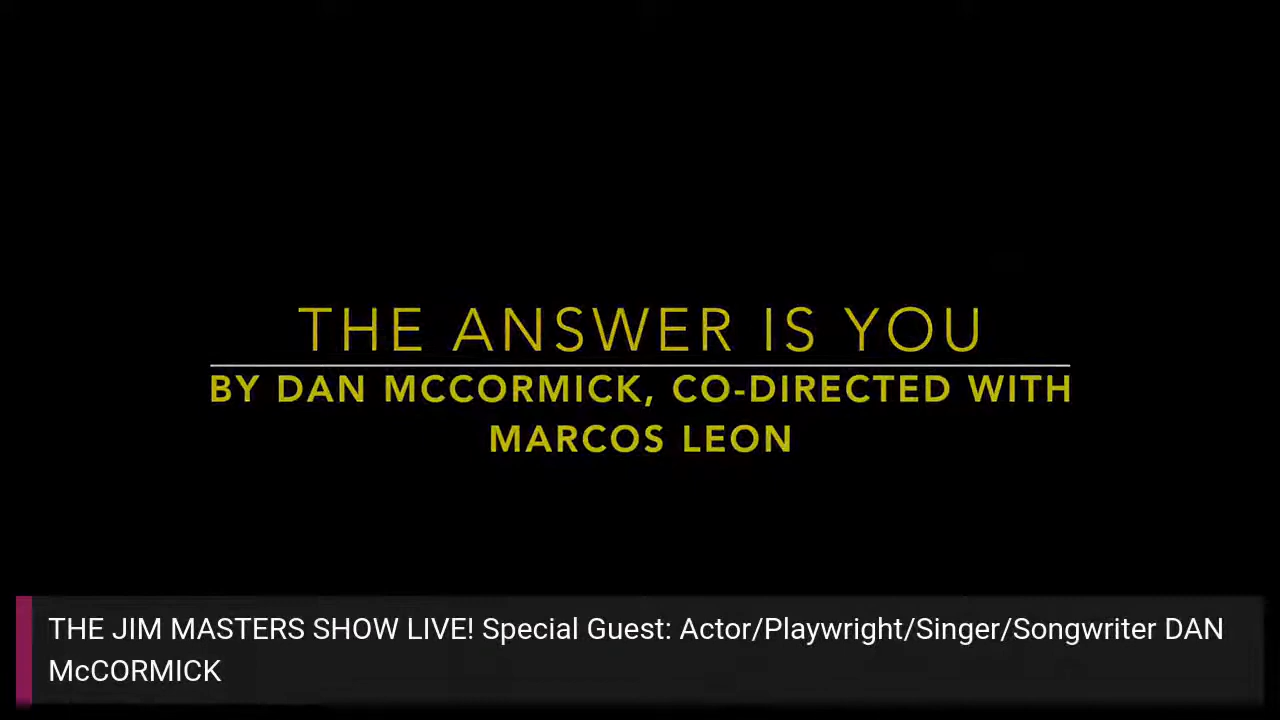 THE ANSWER IS YOU
BY DAN MCCORMICK, CO-DIRECTED WITH
MARCOS LEON
THE JIM MASTERS SHOW LIVE! Special Guest: Actor/Playwright/Singer/Songwriter DAN
McCORMICK